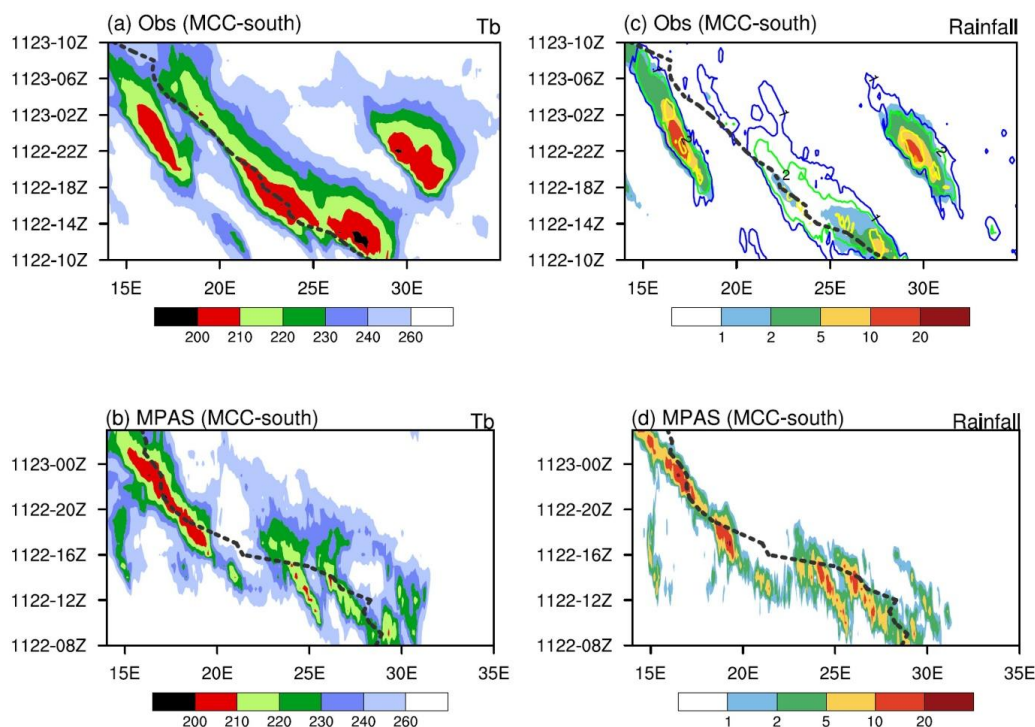 (a) Obs (MCC-south) Tb
1123-10Z
1123-06Z
1123-02Z
1122-22Z
1122-18Z
1122-14Z
1122-10Z
15E 20E 25E 30E
200 210 220 230 240 260
(c) Obs (MCC-south) Rainfall
1123-10Z
1123-06Z
1123-02Z
1122-22Z
1122-18Z
1122-14Z
1122-10Z
2
15E 20E 25E 30E
1 2 5 10 20
(b) MPAS (MCC-south) Tb
1123-00Z
1122-20Z
1122-16Z
1122-12Z
1122-08Z
15E 20E 25E 30E 35E
200 210 220 230 240 260
(d) MPAS (MCC-south) Rainfall
1123-00Z
1122-20Z
1122-16Z
1122-12Z
1122-08Z
15E 20E 25E 30E 35E
1 2 5 10 20